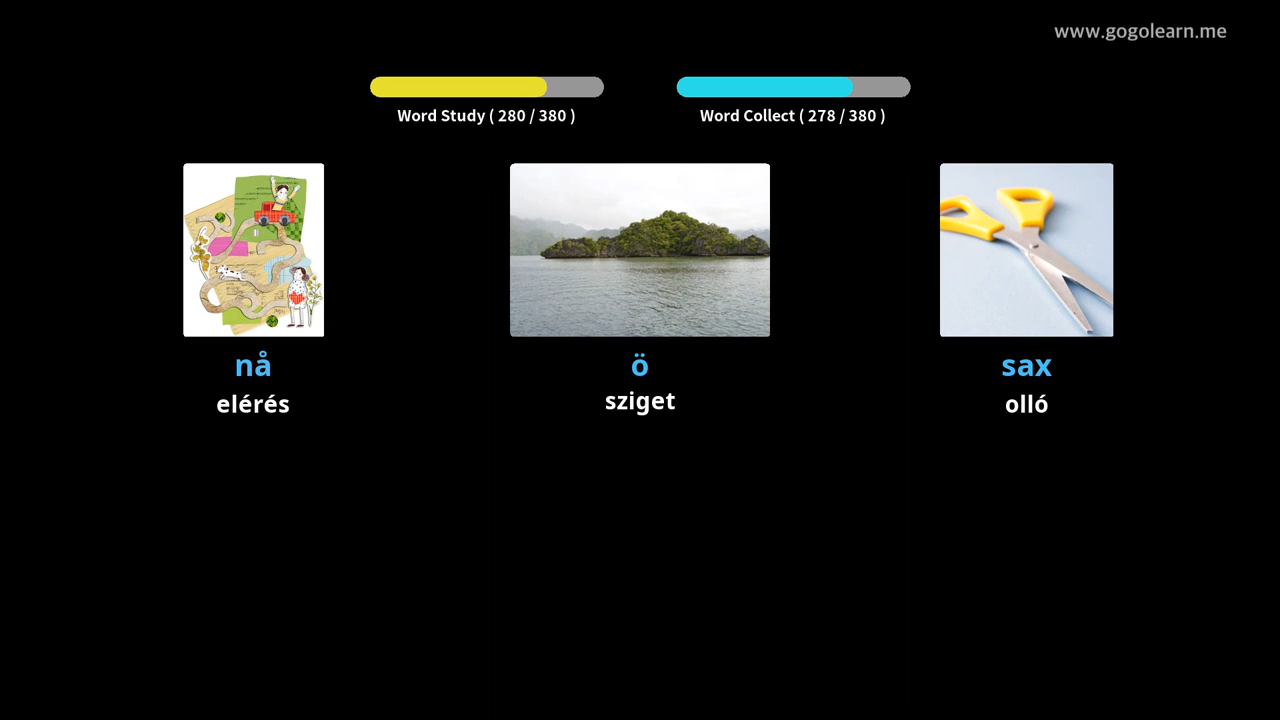 www.gogolearn.me
Word Study ( 280 / 380 )
Word Collect ( 278 / 380 )
nå
ö
sax
elérés
sziget
olló